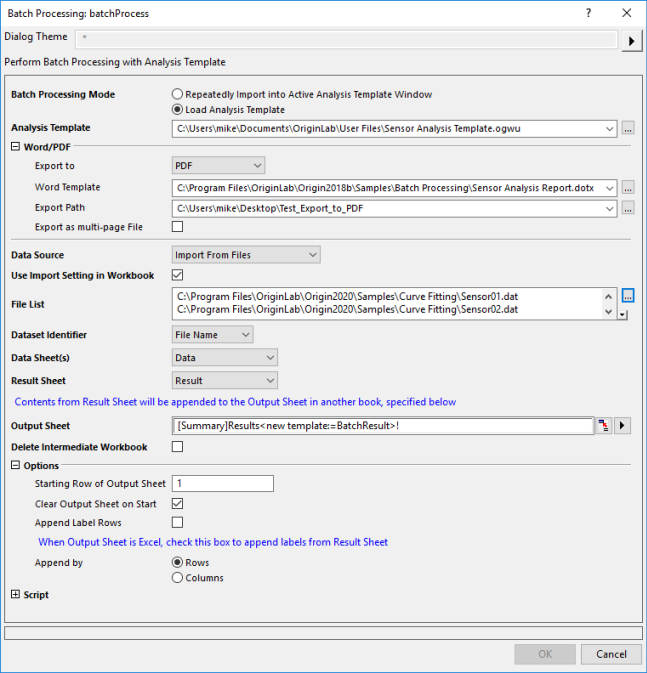 Batch Processing: batchProcess
Dialog Theme *
Perform Batch Processing with Analysis Template
Batch Processing Mode Repeatedly Import into Active Analysis Template Window
Load Analysis Template
Analysis Template C:\Users\mike\Documents\OriginLab\User Files\Sensor Analysis Template.ogwu
Word/PDF
Export to PDF
Word Template C:\Program Files\OriginLab\Origin2018b\Samples\Batch Processing\Sensor Analysis Report.dotx
Export Path C:\Users\mike\Desktop\Test_Export_to_PDF
Export as multi-page File
Data Source Import From Files
Use Import Setting in Workbook
File List C:\Program Files\OriginLab\Origin2020\Samples\Curve Fitting\Sensor01.dat
C:\Program Files\OriginLab\Origin2020\Samples\Curve Fitting\Sensor02.dat
Dataset Identifier File Name
Data Sheet(s) Data
Result Sheet Result
Contents from Result Sheet will be appended to the Output Sheet in another book, specified below
Output Sheet [Summary]Results<new template:=BatchResult>!
Delete Intermediate Workbook
Options
Starting Row of Output Sheet 1
Clear Output Sheet on Start
Append Label Rows
When Output Sheet is Excel, check this box to append labels from Result Sheet
Append by Rows
Columns
Script
OK Cancel